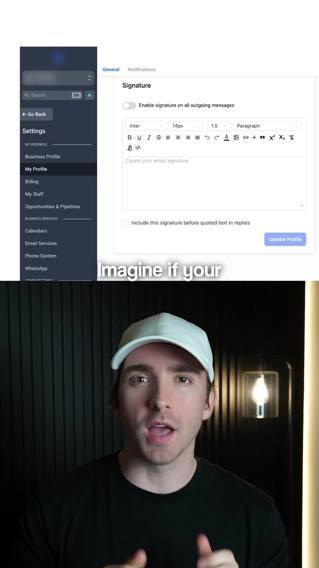 General Notifications
Search ⌘K
Go Back
Settings
MY BUSINESS
Business Profile
My Profile
Billing
My Staff
Opportunities & Pipelines
BUSINESS SERVICES
Calendars
Email Services
Phone System
WhatsApp
Signature
Enable signature on all outgoing messages
Inter 14px 1.5 Paragraph
Create your email signature
Include this signature before quoted text in replies
Update Profile
Imagine if your